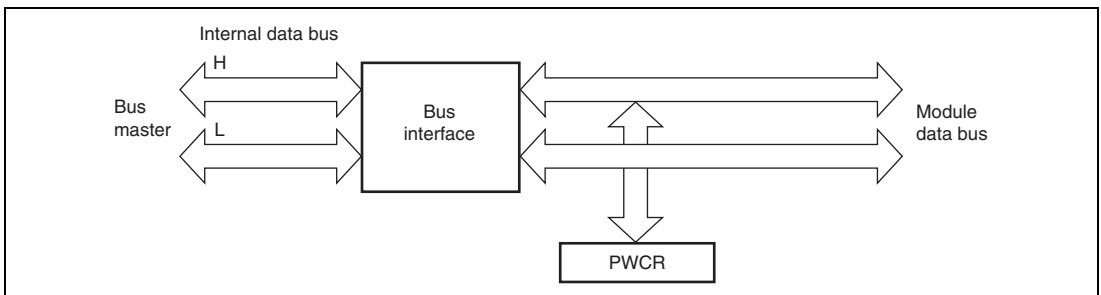 Internal data bus
H
Bus
master
L
Bus
interface
Module
data bus
PWCR